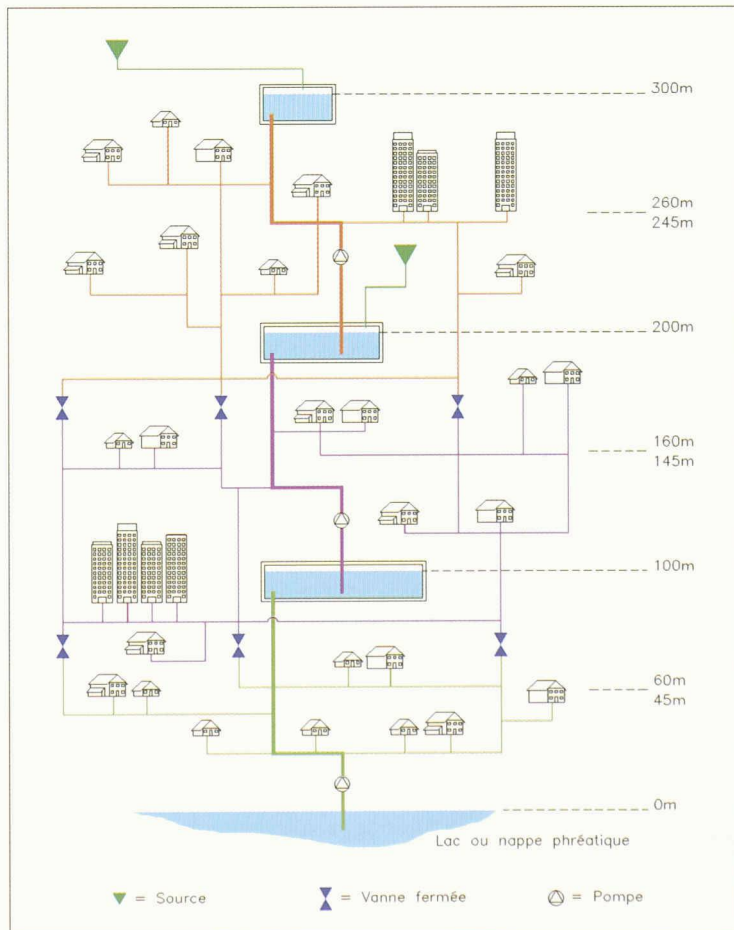 300m
260m
245m
200m
160m
145m
100m
60m
45m
0m
Lac ou nappe phréatique
= Source
= Vanne fermée
= Pompe